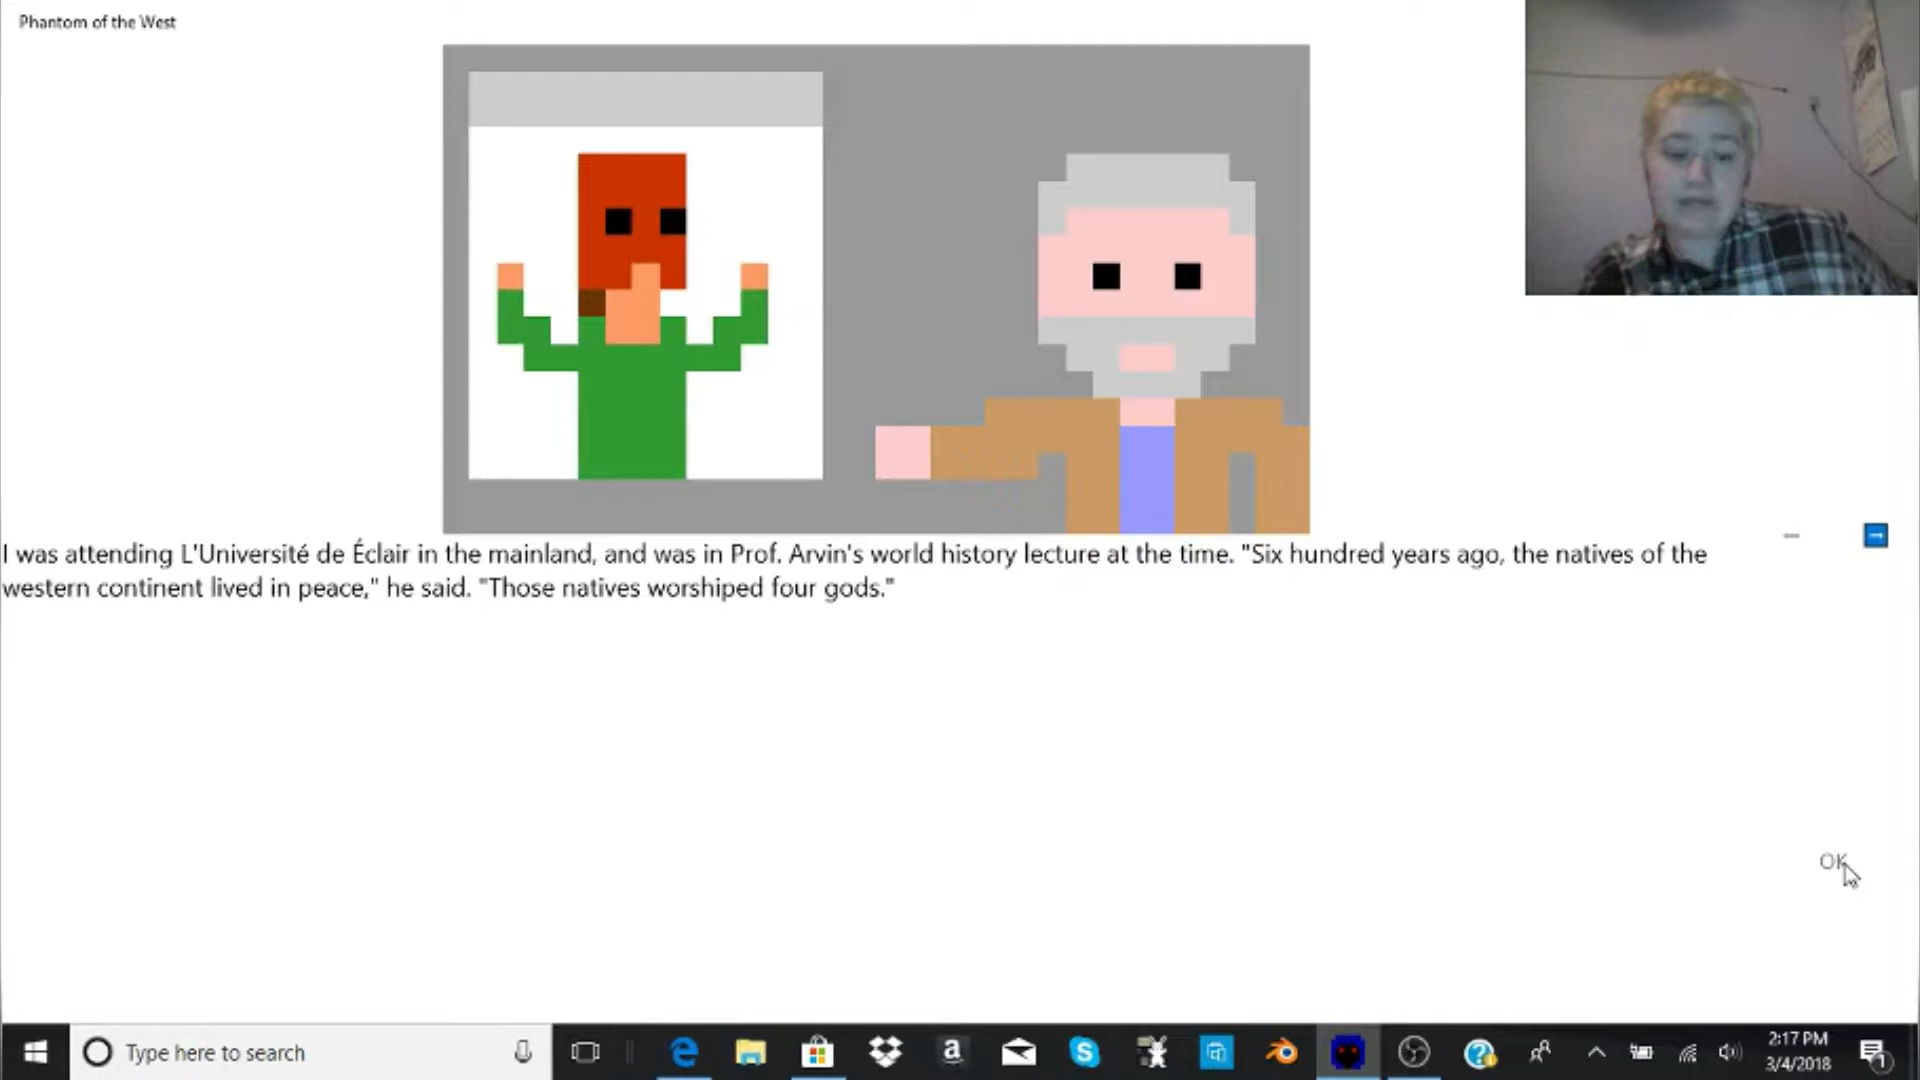 Phantom of the West
I was attending L'Université de Éclair in the mainland, and was in Prof. Arvin's world history lecture at the time. "Six hundred years ago, the natives of the
western continent lived in peace," he said. "Those natives worshiped four gods."
OK
Type here to search
2:17 PM
3/4/2018
1